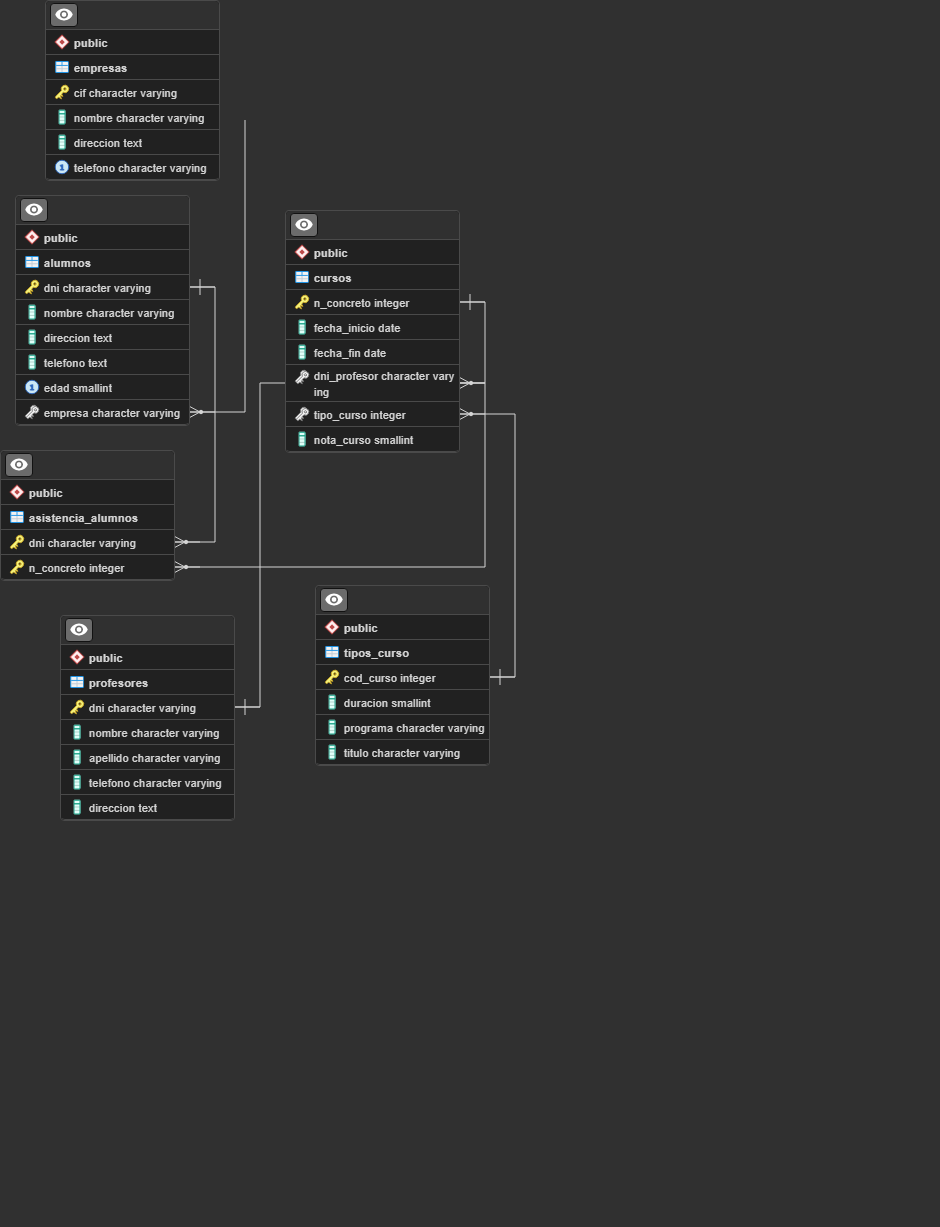 public
empresas
cif character varying
nombre character varying
direccion text
1 telefono character varying
public
alumnos
dni character varying
nombre character varying
direccion text
telefono text
1 edad smallint
empresa character varying
public
cursos
n_concreto integer
fecha_inicio date
fecha_fin date
dni_profesor character vary
ing
tipo_curso integer
nota_curso smallint
public
asistencia_alumnos
dni character varying
n_concreto integer
public
profesores
dni character varying
nombre character varying
apellido character varying
telefono character varying
direccion text
public
tipos_curso
cod_curso integer
duracion smallint
programa character varying
titulo character varying